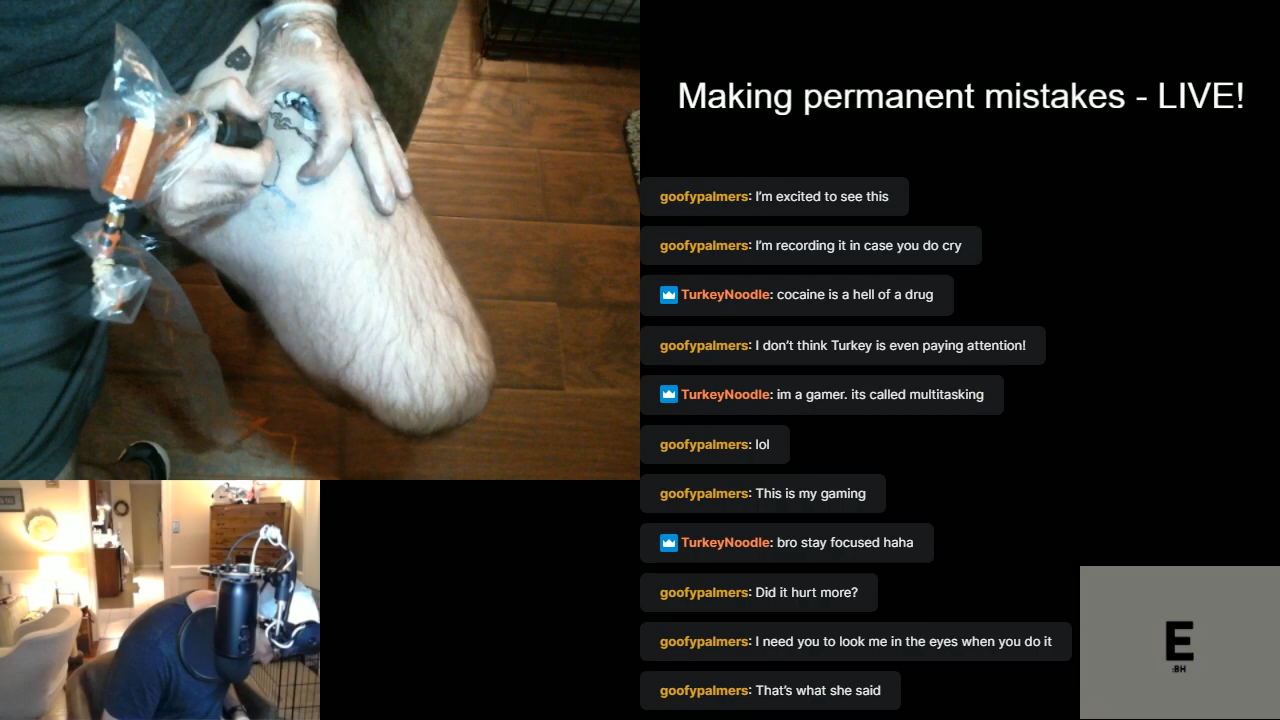 Making permanent mistakes - LIVE!
goofypalmers: I'm excited to see this
goofypalmers: I'm recording it in case you do cry
TurkeyNoodle: cocaine is a hell of a drug
goofypalmers: I don't think Turkey is even paying attention!
TurkeyNoodle: im a gamer. its called multitasking
goofypalmers: lol
goofypalmers: This is my gaming
TurkeyNoodle: bro stay focused haha
goofypalmers: Did it hurt more?
goofypalmers: I need you to look me in the eyes when you do it
goofypalmers: That's what she said
E
:BH